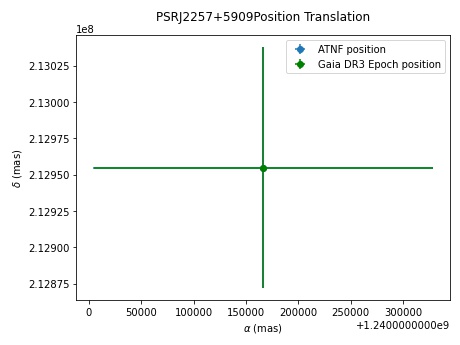 PSRJ2257+5909Position Translation
1e8
ATNF position
Gaia DR3 Epoch position
2.13025
2.13000
2.12975
2.12950
2.12925
2.12900
2.12875
δ (mas)
0 50000 100000 150000 200000 250000 300000
α (mas)
+1.2400000000e9